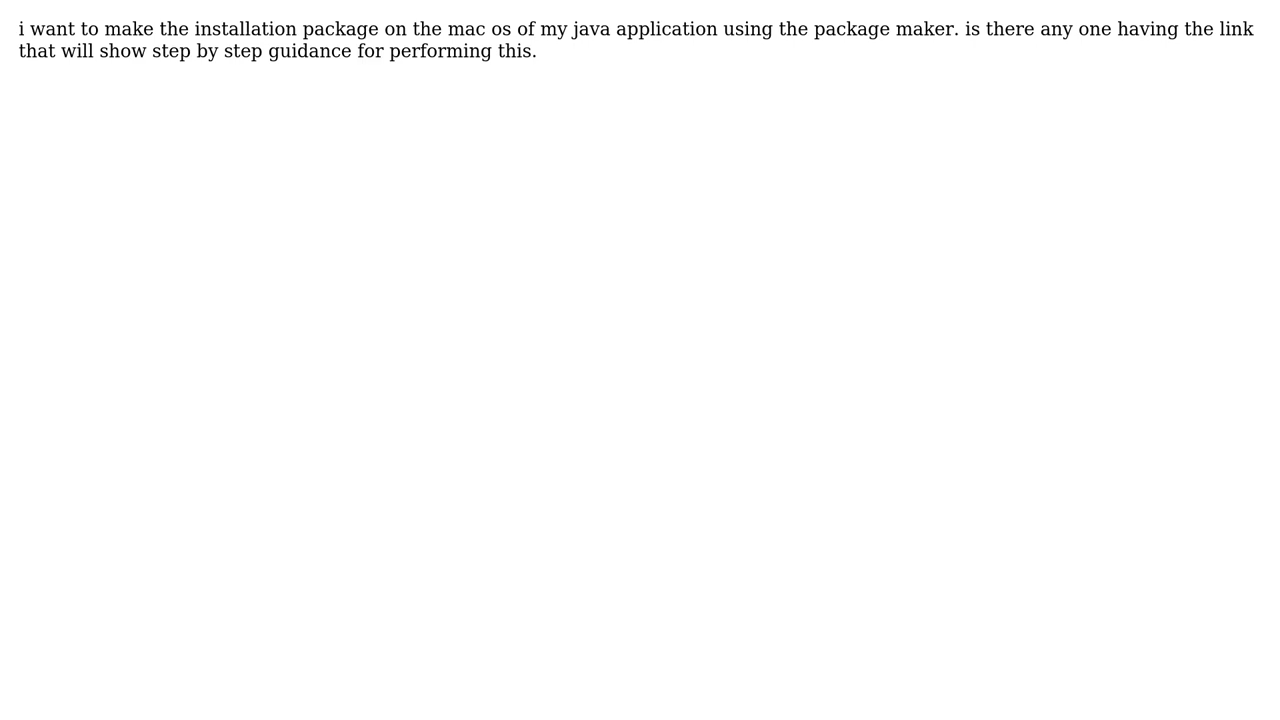 i want to make the installation package on the mac os of my java application using the package maker. is there any one having the link
that will show step by step guidance for performing this.